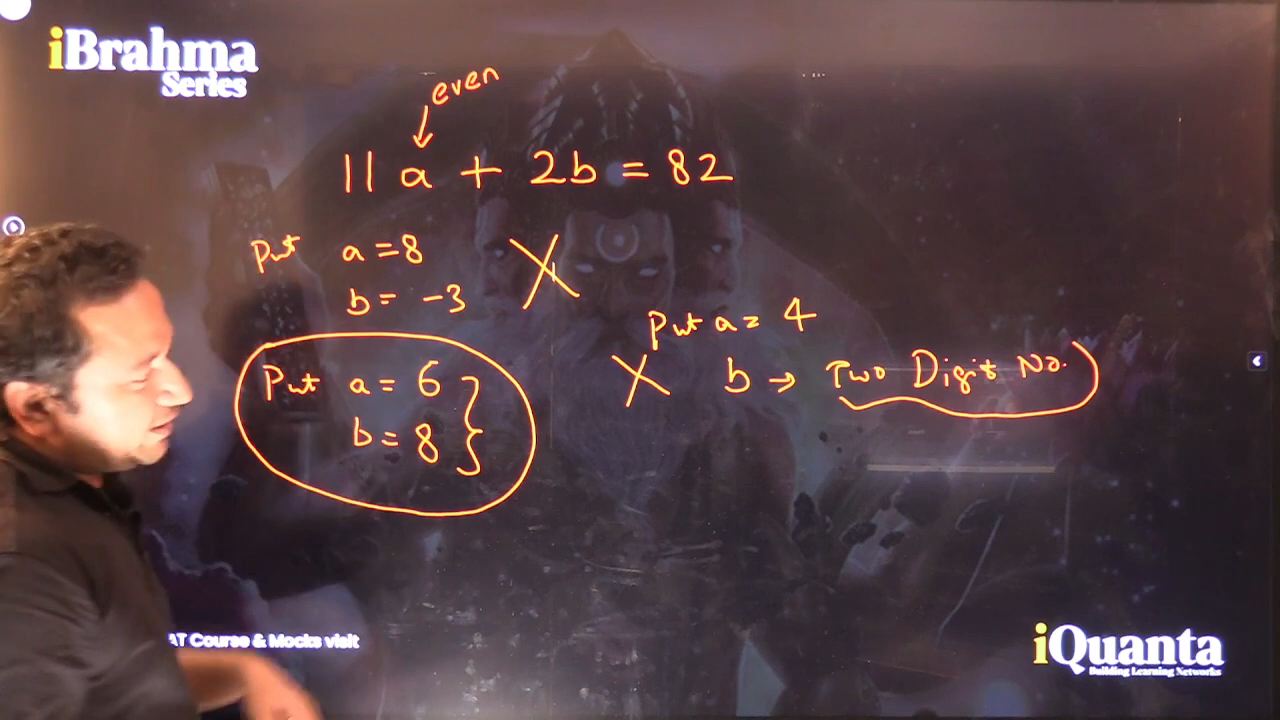 iBrahma
Series
even
11a + 2b = 82
Put a = 8
b = -3
Put a = 4
Put a = 6
b = 8
b → Two Digit No.
AT Course & Mocks visit
iQuanta
Building Learning Networks